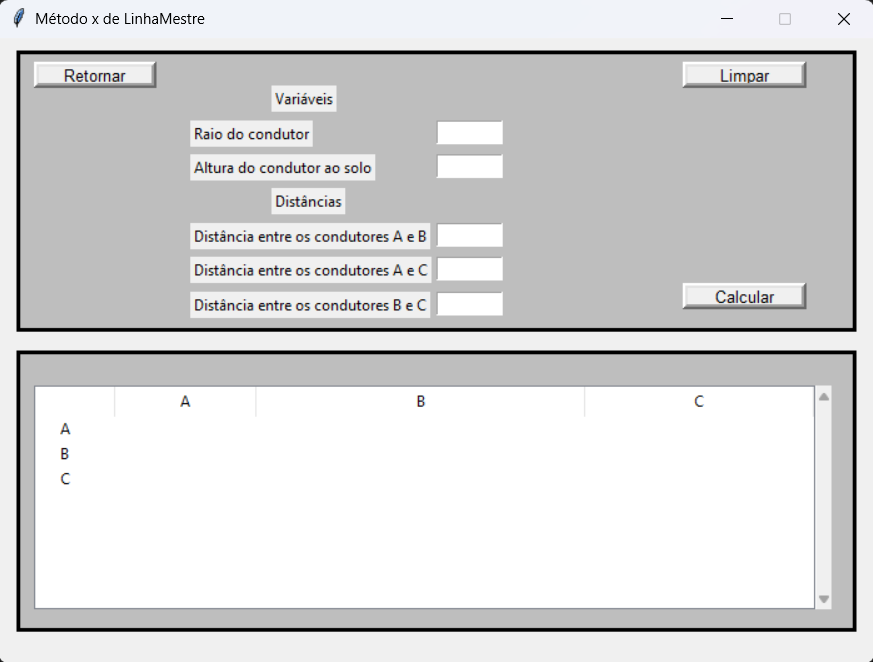 Método x de LinhaMestre
Retornar
Limpar
Variáveis
Raio do condutor
Altura do condutor ao solo
Distâncias
Distância entre os condutores A e B
Distância entre os condutores A e C
Distância entre os condutores B e C
Calcular
A B C
A
B
C